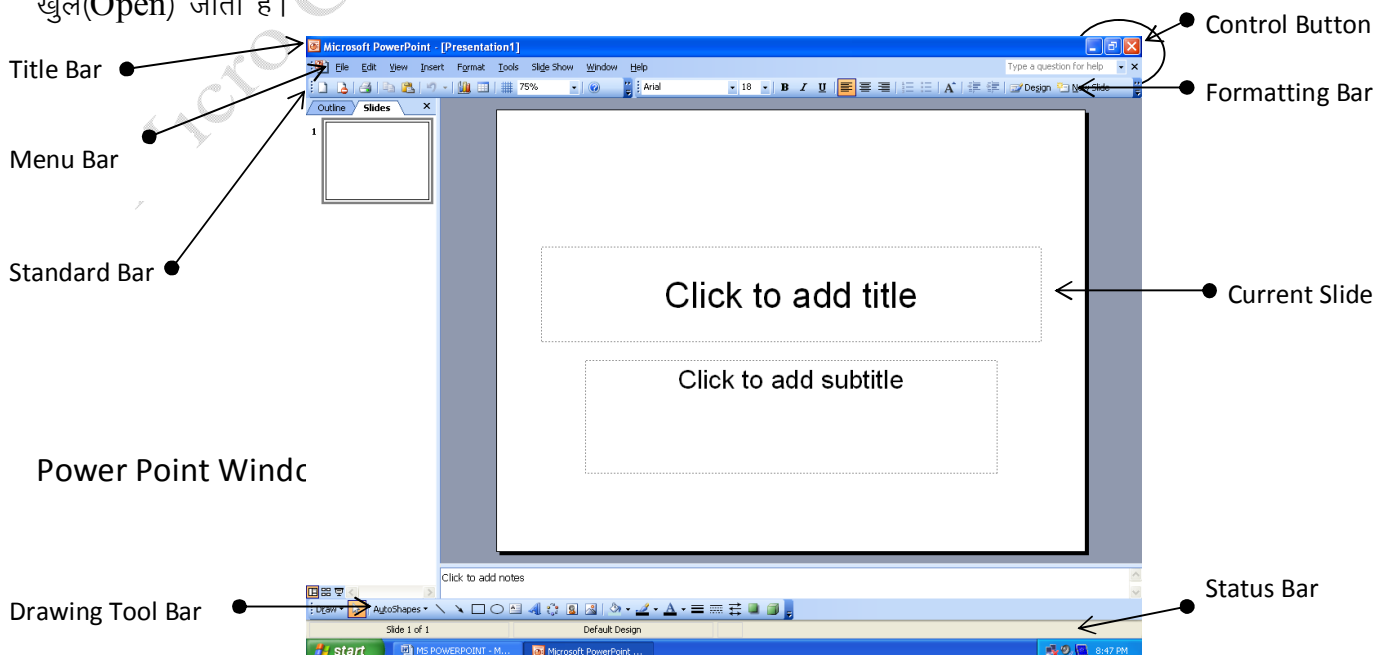 खुल(Open) जाता है।
Control Button
Title Bar
Microsoft PowerPoint - [Presentation1]
File Edit View Insert Format Tools Slide Show Window Help
Type a question for help
75% Arial 18 B I U Design New Slide
Formatting Bar
Outline Slides
1
Menu Bar
Standard Bar
Click to add title
Current Slide
Click to add subtitle
Power Point
Click to add notes
Status Bar
Drawing Tool Bar
Draw AutoShapes
Slide 1 of 1 Default Design
start MS POWERPOINT - M... Microsoft PowerPoint ... 8:47 PM